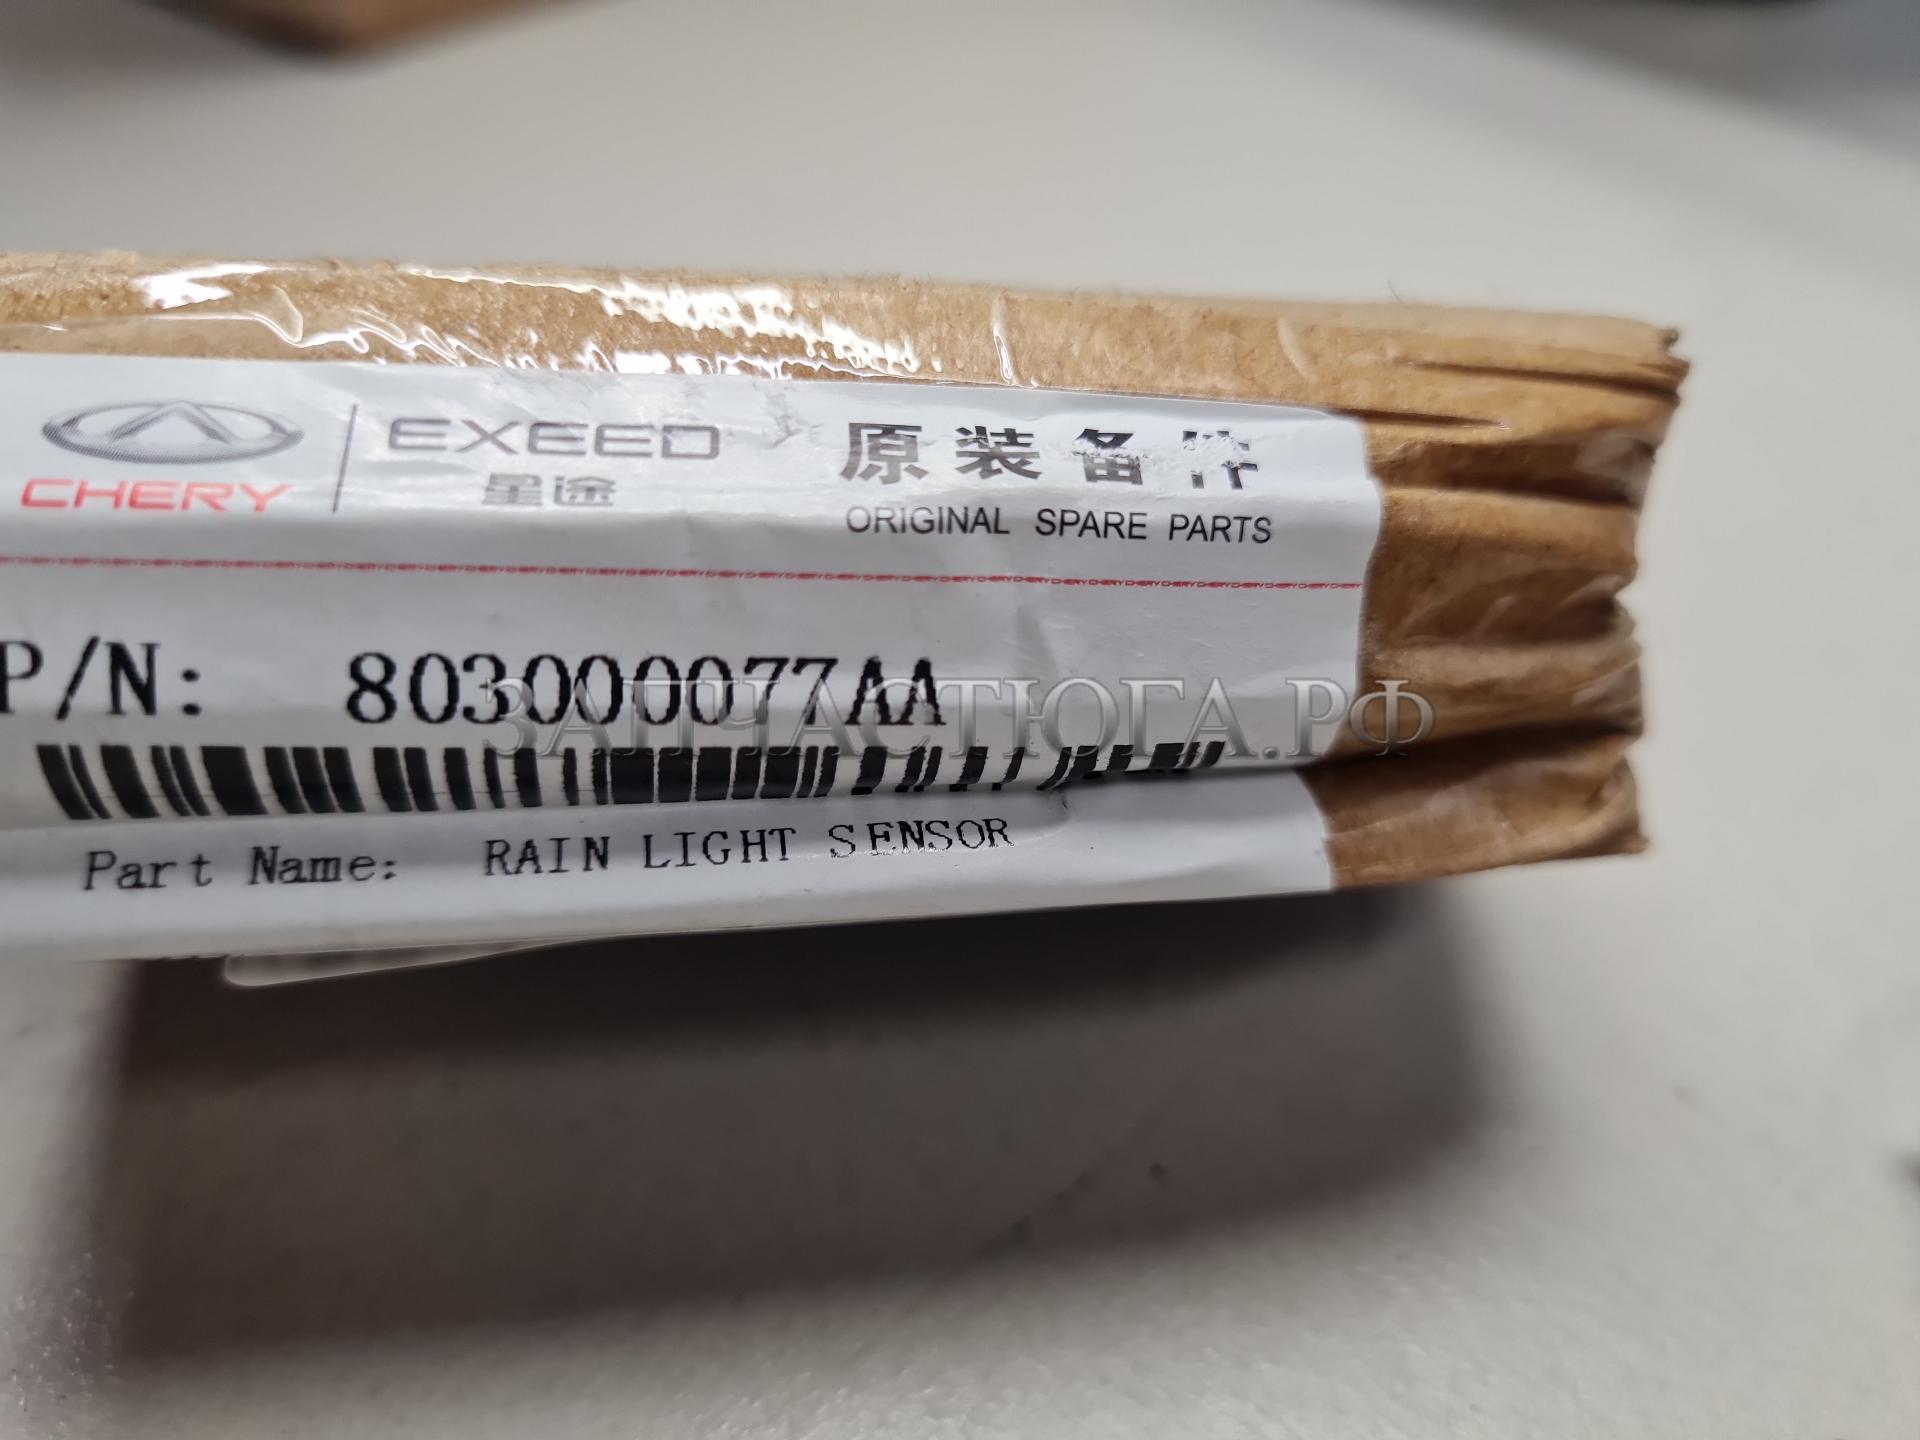 CHERY
EXEED
星途
原装备件
ORIGINAL SPARE PARTS
P/N: 803000077AA
ЗАПЧАСТЮГА.РФ
Part Name: RAIN LIGHT SENSOR